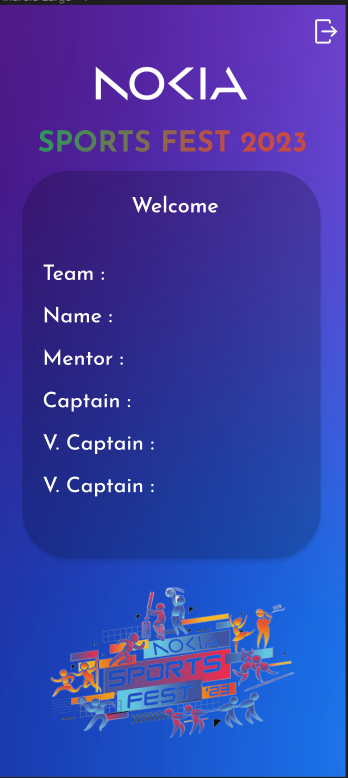 NOKIA
SPORTS FEST 2023
Welcome
Team :
Name :
Mentor :
Captain :
V. Captain :
V. Captain :
NOKIA
SPORTS
FEST '23